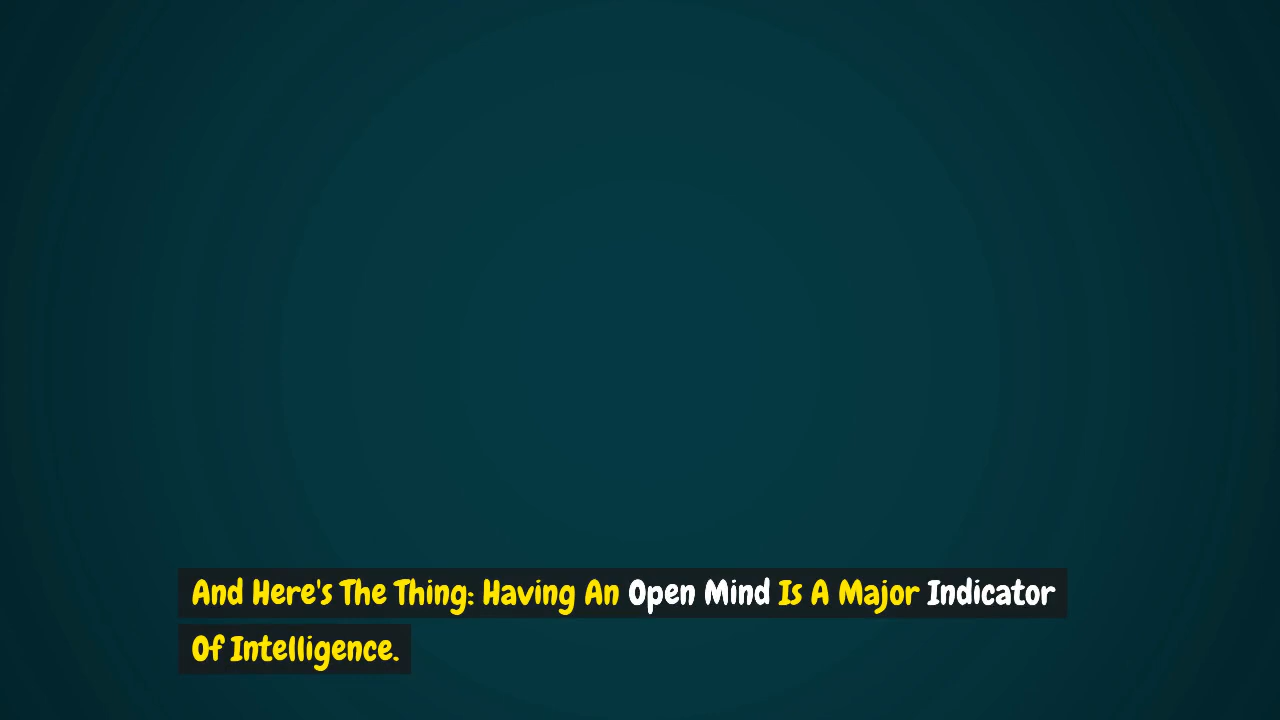 And Here's The Thing: Having An Open Mind Is A Major Indicator
Of Intelligence.